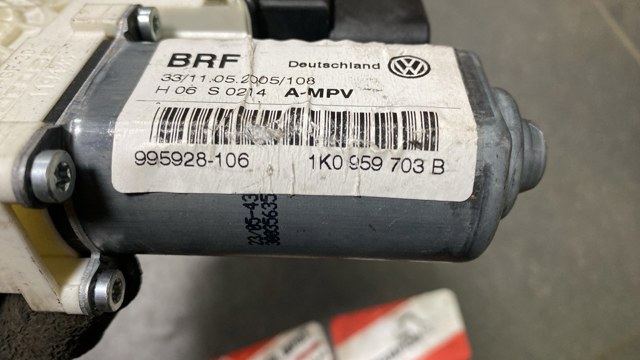 BRF Deutschland
33/11.05.2005/108
H 06 S 0214 A-MPV
995928-106 1K0 959 703 B